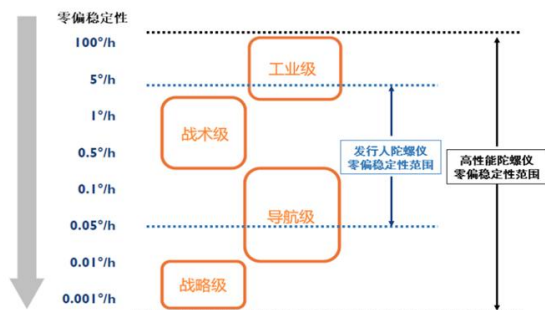 零偏稳定性
100°/h
工业级
5°/h
1°/h
战术级
0.5°/h
发行人陀螺仪
零偏稳定性范围
高性能陀螺仪
零偏稳定性范围
0.1°/h
导航级
0.05°/h
0.01°/h
战略级
0.001°/h